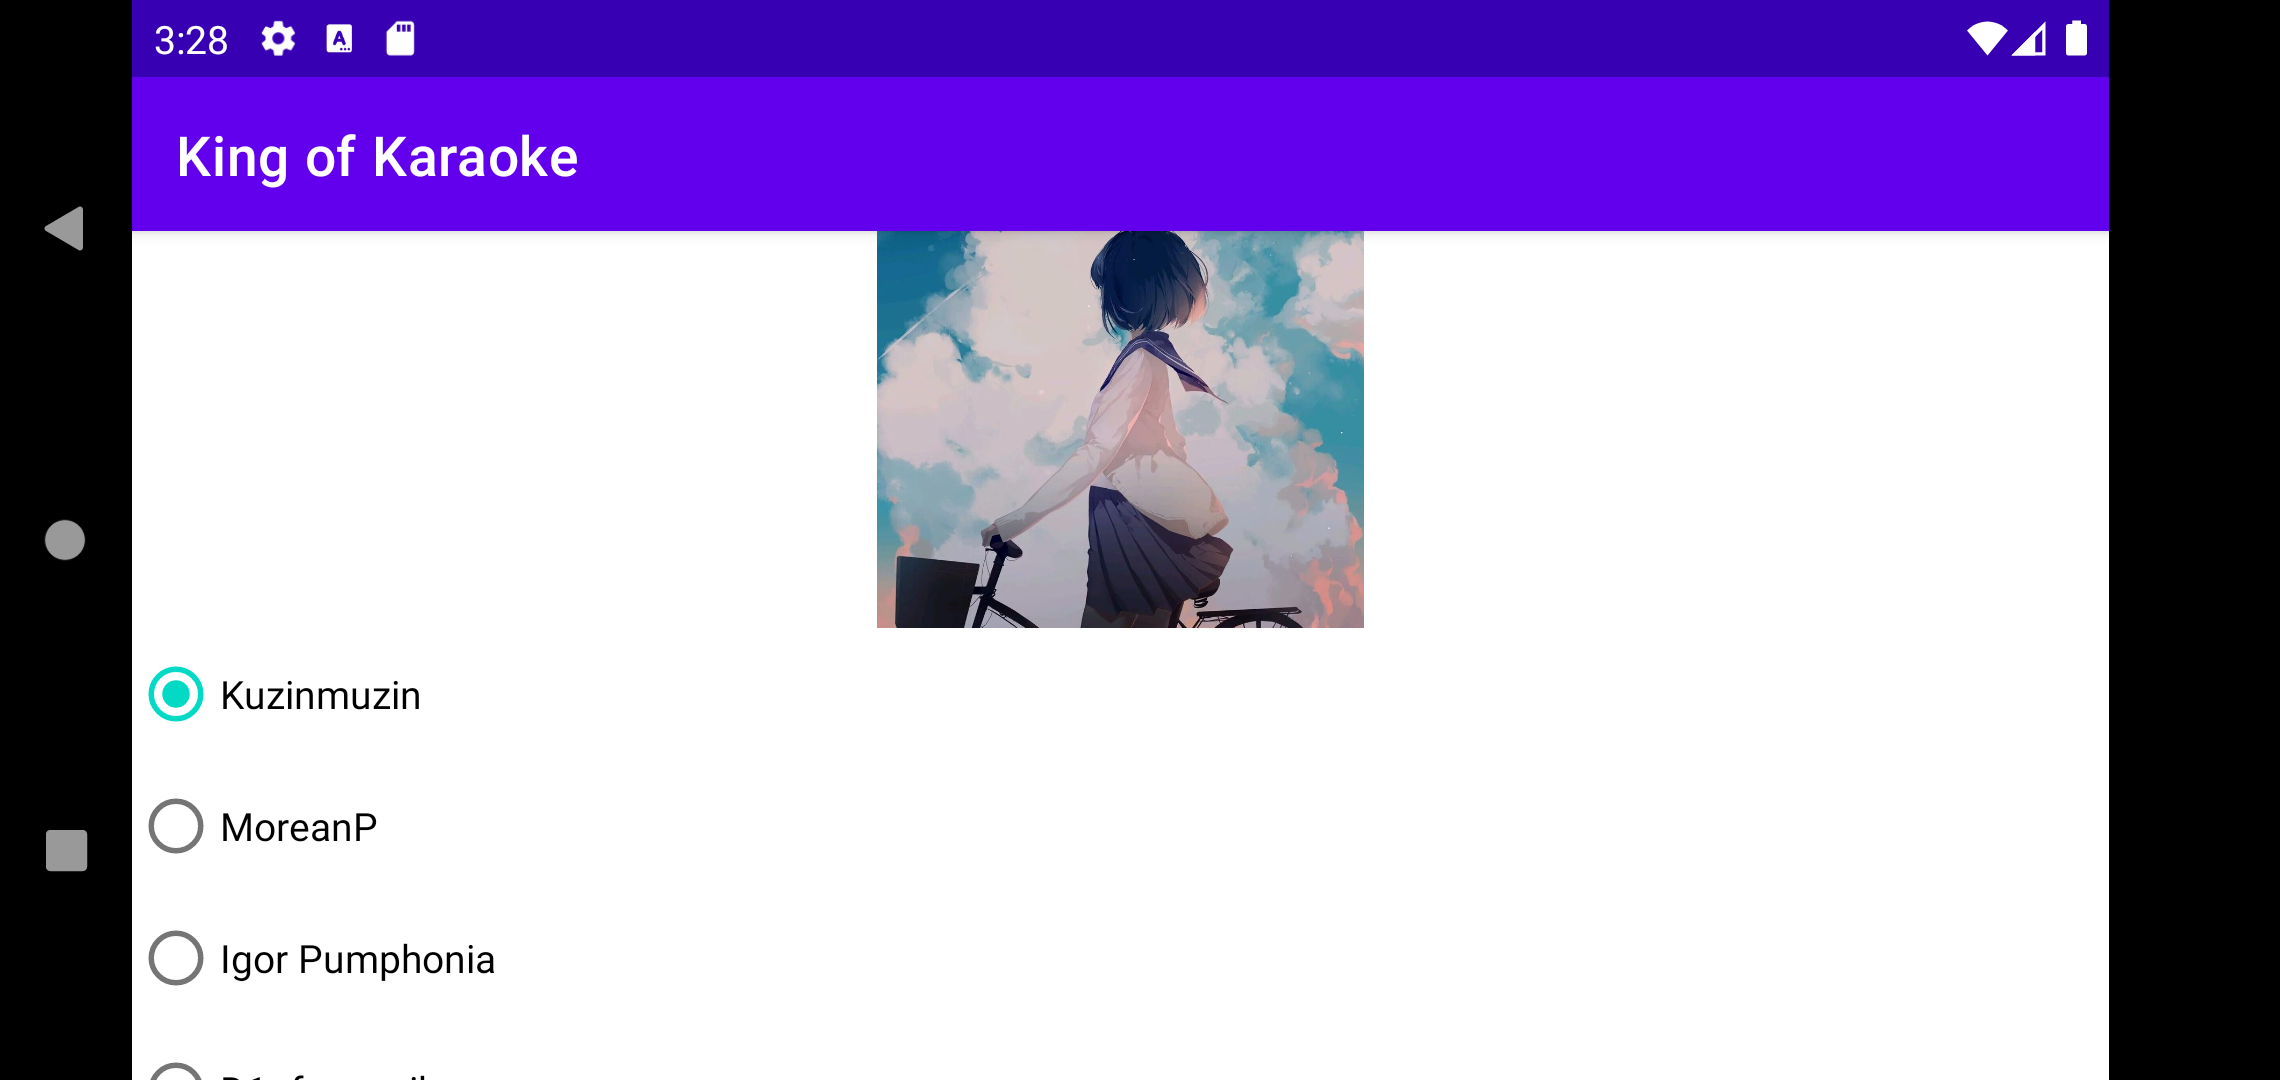 3:28
King of Karaoke
Kuzinmuzin
MoreanP
Igor Pumphonia